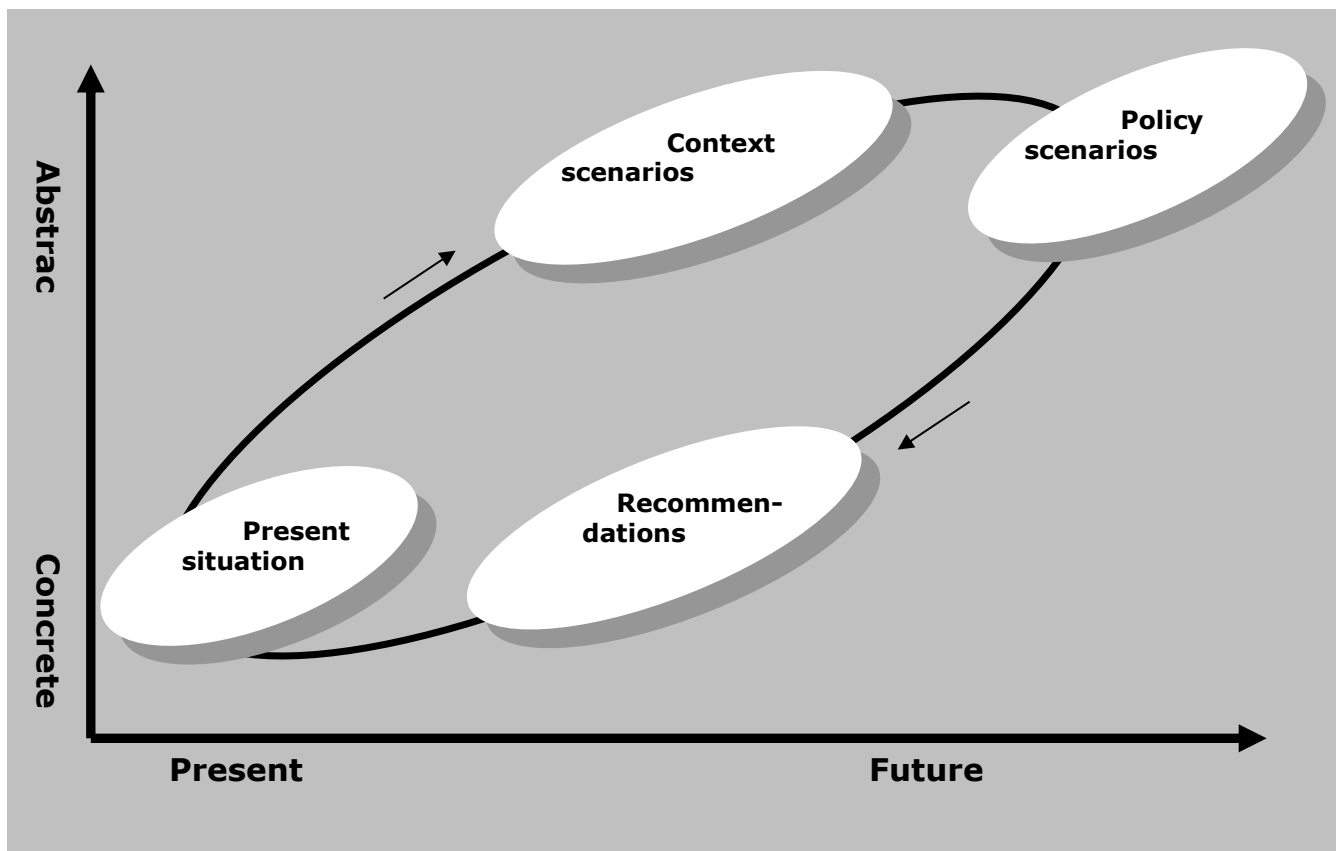 Context
scenarios
Policy
scenarios
Abstrac
Present
situation
Recommen-
dations
Concrete
Present
Future